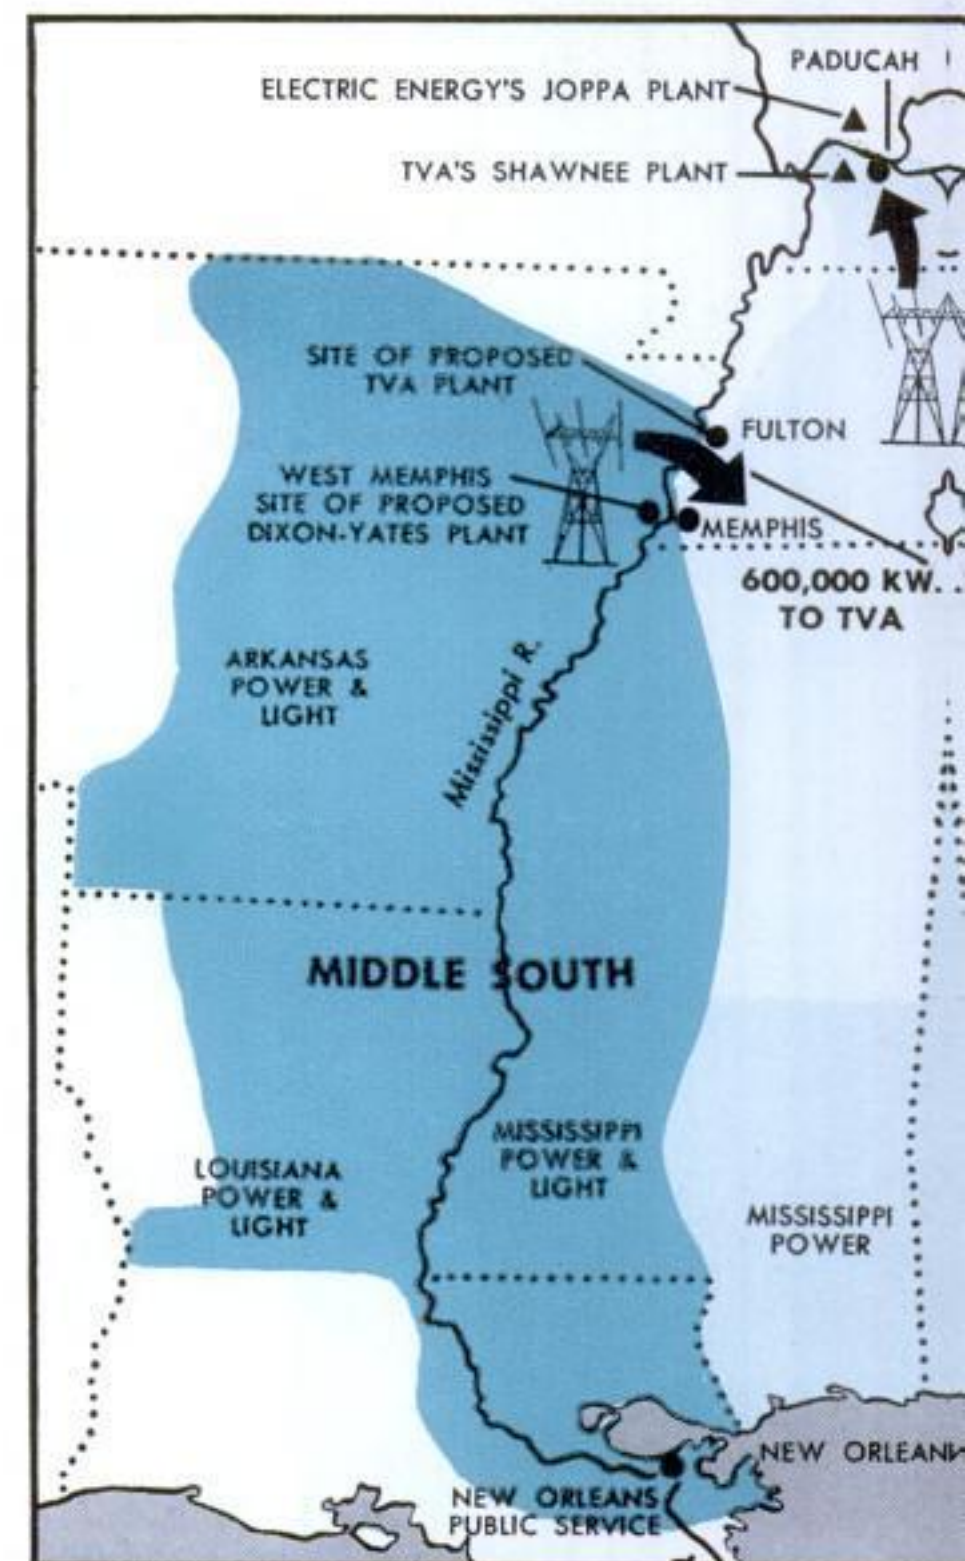 PADUCAH
ELECTRIC ENERGY'S JOPPA PLANT
TVA'S SHAWNEE PLANT
SITE OF PROPOSED
TVA PLANT
FULTON
WEST MEMPHIS
SITE OF PROPOSED
DIXON-YATES PLANT
MEMPHIS
600,000 KW.
TO TVA
ARKANSAS
POWER &
LIGHT
Mississippi R.
MIDDLE SOUTH
MISSISSIPPI
POWER &
LIGHT
LOUISIANA
POWER &
LIGHT
MISSISSIPPI
POWER
NEW ORLEAN
NEW ORLEANS
PUBLIC SERVICE